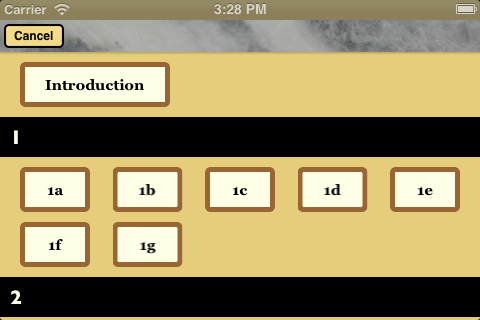 Carrier 3:28 PM
Cancel
Introduction
1
1a 1b 1c 1d 1e
1f 1g
2